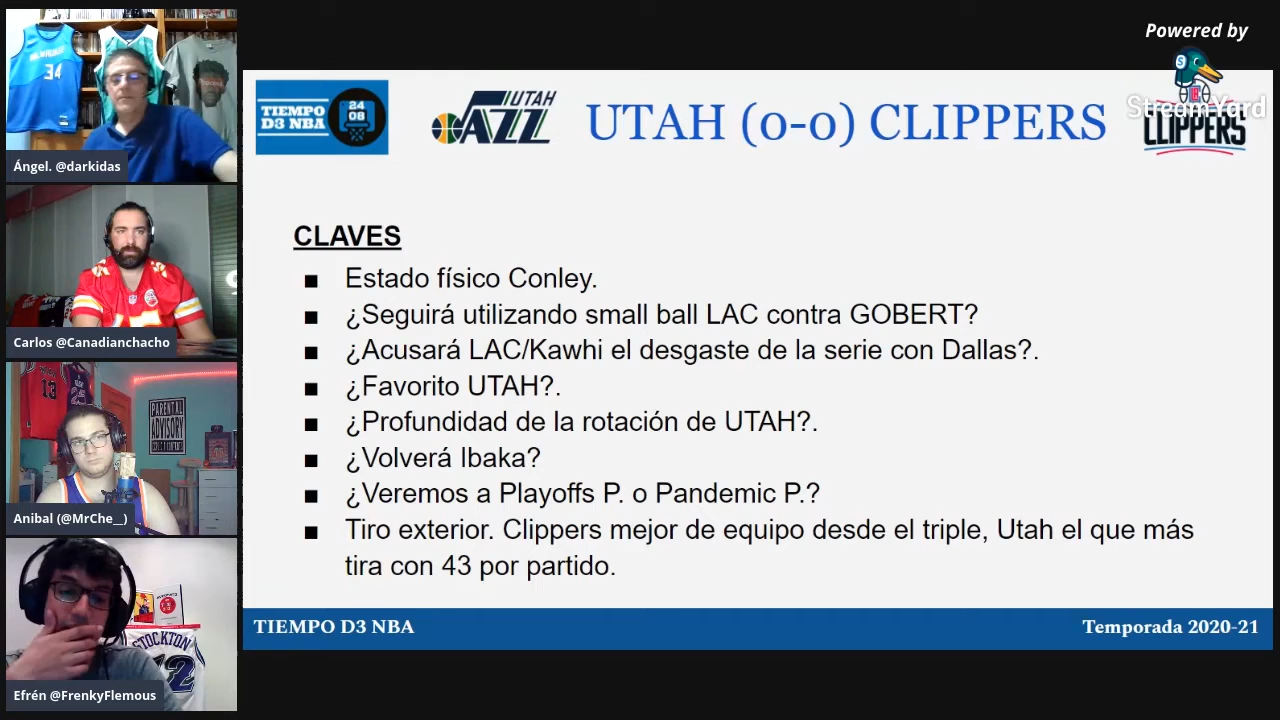 Powered by
StreamYard
TIEMPO
D3 NBA
24
08
UTAH
JAZZ
UTAH (0-0) CLIPPERS
CLIPPERS
CLAVES
Estado físico Conley.
¿Seguirá utilizando small ball LAC contra GOBERT?
¿Acusará LAC/Kawhi el desgaste de la serie con Dallas?.
¿Favorito UTAH?.
¿Profundidad de la rotación de UTAH?.
¿Volverá Ibaka?
¿Veremos a Playoffs P. o Pandemic P.?
Tiro exterior. Clippers mejor de equipo desde el triple, Utah el que más
tira con 43 por partido.
TIEMPO D3 NBA
Temporada 2020-21
34
Ángel. @darkidas
Carlos @Canadianchacho
13
PARENTAL
ADVISORY
Anibal (@MrChe__)
STOCKTON
12
Efrén @FrenkyFlemous